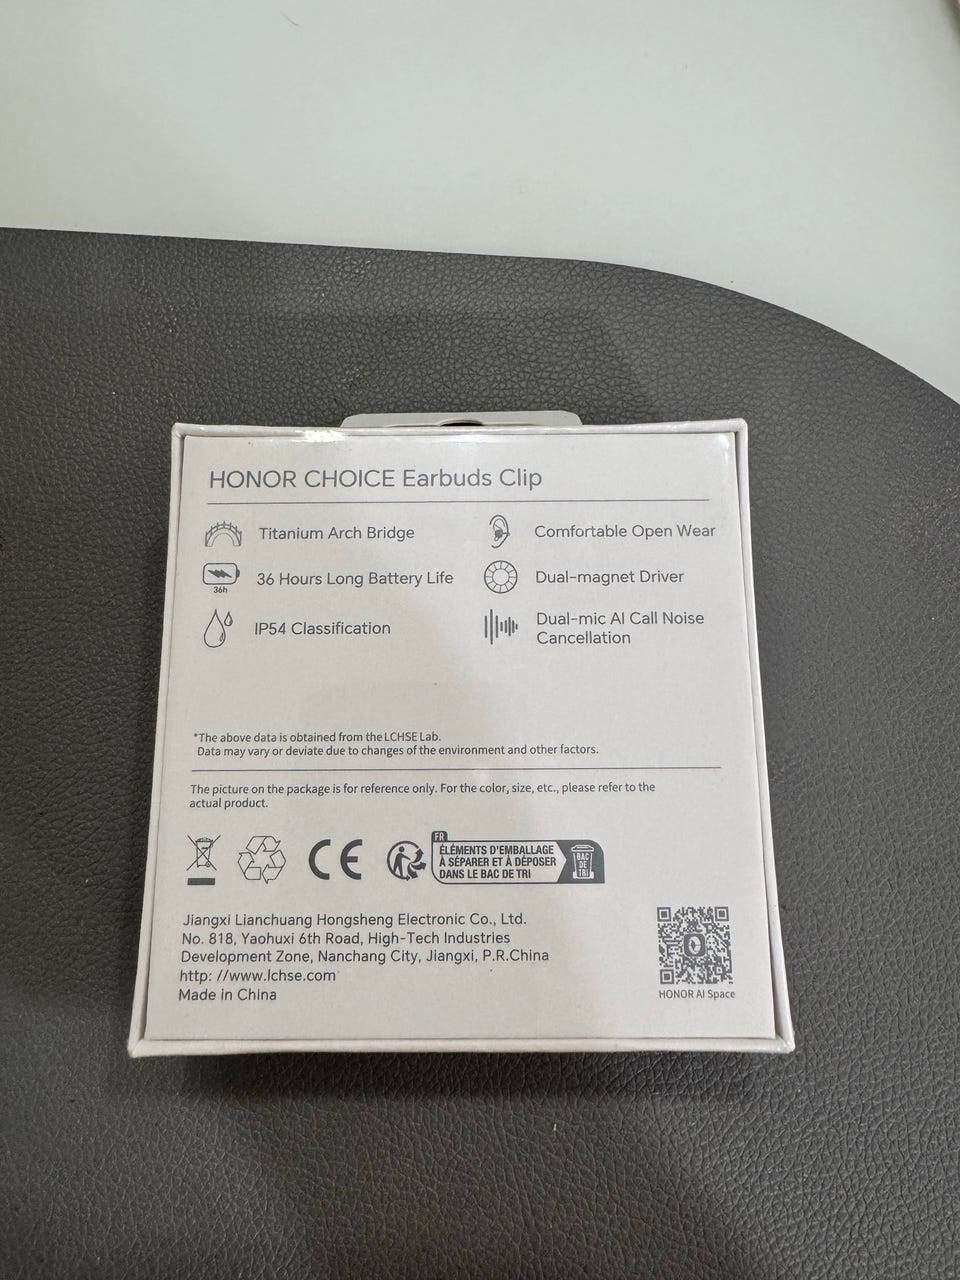 HONOR CHOICE Earbuds Clip
Titanium Arch Bridge
Comfortable Open Wear
36h
36 Hours Long Battery Life
Dual-magnet Driver
IP54 Classification
Dual-mic AI Call Noise
Cancellation
*The above data is obtained from the LCHSE Lab.
Data may vary or deviate due to changes of the environment and other factors.
The picture on the package is for reference only. For the color, size, etc., please refer to the
actual product.
CE
FR
ÉLÉMENTS D'EMBALLAGE
À SÉPARER ET À DÉPOSER
DANS LE BAC DE TRI
BAC
DE
TRI
Jiangxi Lianchuang Hongsheng Electronic Co., Ltd.
No. 818, Yaohuxi 6th Road, High-Tech Industries
Development Zone, Nanchang City, Jiangxi, P.R.China
http: //www.lchse.com
Made in China
HONOR AI Space